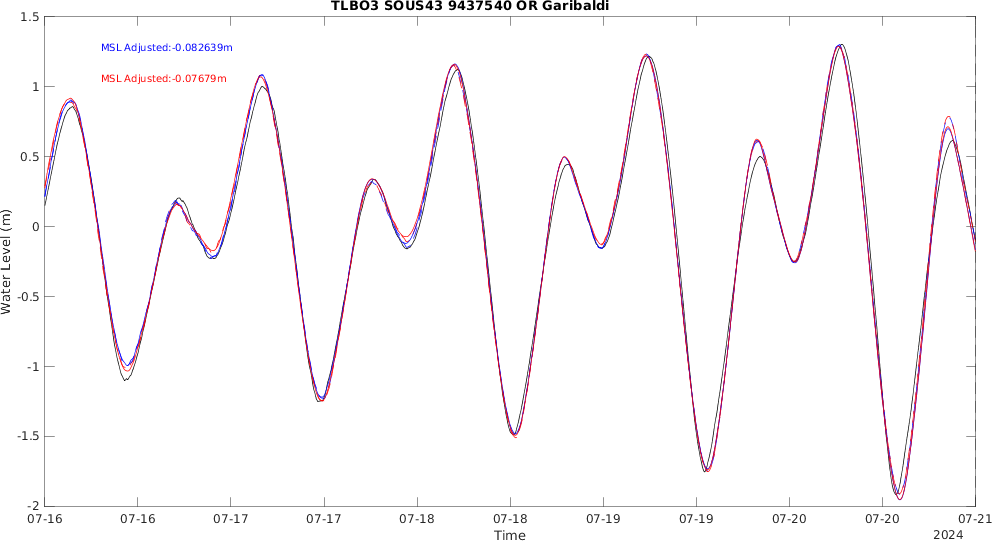 TLBO3 SOUS43 9437540 OR Garibaldi
1.5
MSL Adjusted:-0.082639m
MSL Adjusted:-0.07679m
1
0.5
0
-0.5
-1
-1.5
-2
Water Level (m)
07-16 07-16 07-17 07-17 07-18 07-18 07-19 07-19 07-20 07-20 07-21
Time
2024